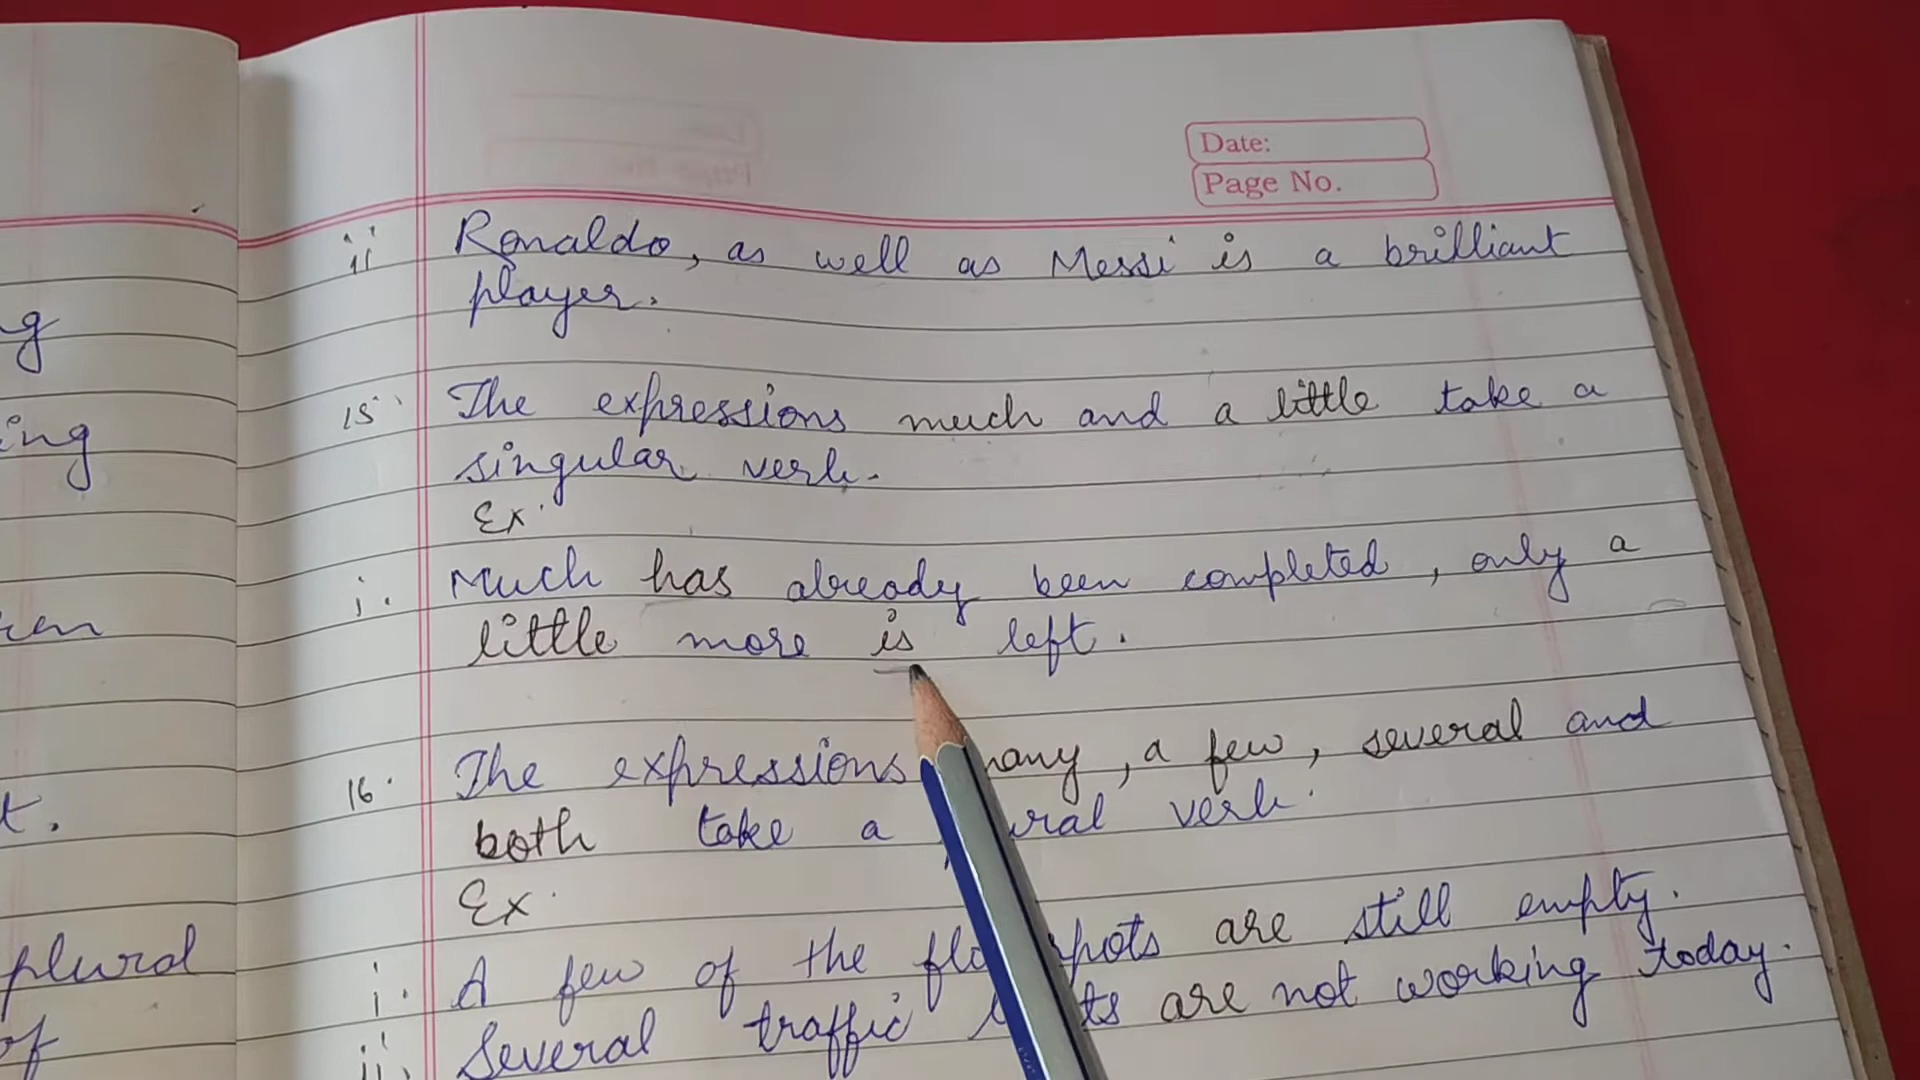 Date:
Page No.
ii Ronaldo, as well as Messi is a brilliant
player.
15. The expressions much and a little take a
singular verb.
Ex.
i. Much has already been completed, only a
little more is left.
16. The expressions many, a few, several and
both take a plural verb.
Ex.
i. A few of the pots are still empty.
ii. Several traffic are not working today.
g
ing
t.
plural
of